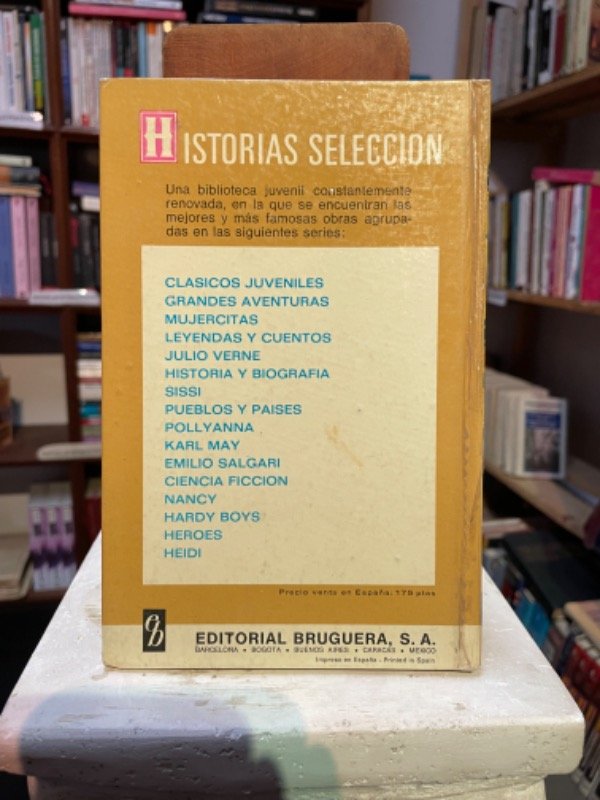 HISTORIAS SELECCION
Una biblioteca juvenil constantemente
renovada, en la que se encuentran las
mejores y más famosas obras agrupa-
das en las siguientes series:
CLASICOS JUVENILES
GRANDES AVENTURAS
MUJERCITAS
LEYENDAS Y CUENTOS
JULIO VERNE
HISTORIA Y BIOGRAFIA
SISSI
PUEBLOS Y PAISES
POLLYANNA
KARL MAY
EMILIO SALGARI
CIENCIA FICCION
NANCY
HARDY BOYS
HEROES
HEIDI
Precio venta en España. 175 ptas
EDITORIAL BRUGUERA, S. A.
BARCELONA • BOGOTA • BUENOS AIRES • CARACAS • MEXICO
Impreso en España - Printed in Spain